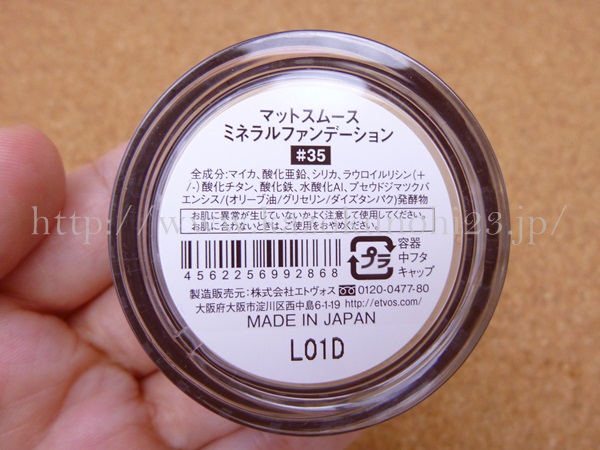 マットスムース
ミネラルファンデーション
#35
全成分:マイカ、酸化亜鉛、シリカ、ラウロイルリシン(+
/-)酸化チタン、酸化鉄、水酸化Al、プセウドジマックバ
エンシス/(オリーブ油/グリセリン/ダイズタンパク)発酵物
お肌に異常が生じていないかよく注意して使用してください。
お肌に合わないときは、ご使用をおやめください。
4562256992868
プラ
容器
中フタ
キャップ
製造販売元:株式会社エトヴォス 0120-0477-80
大阪府大阪市淀川区西中島6-1-19 http://etvos.com/
MADE IN JAPAN
L01D